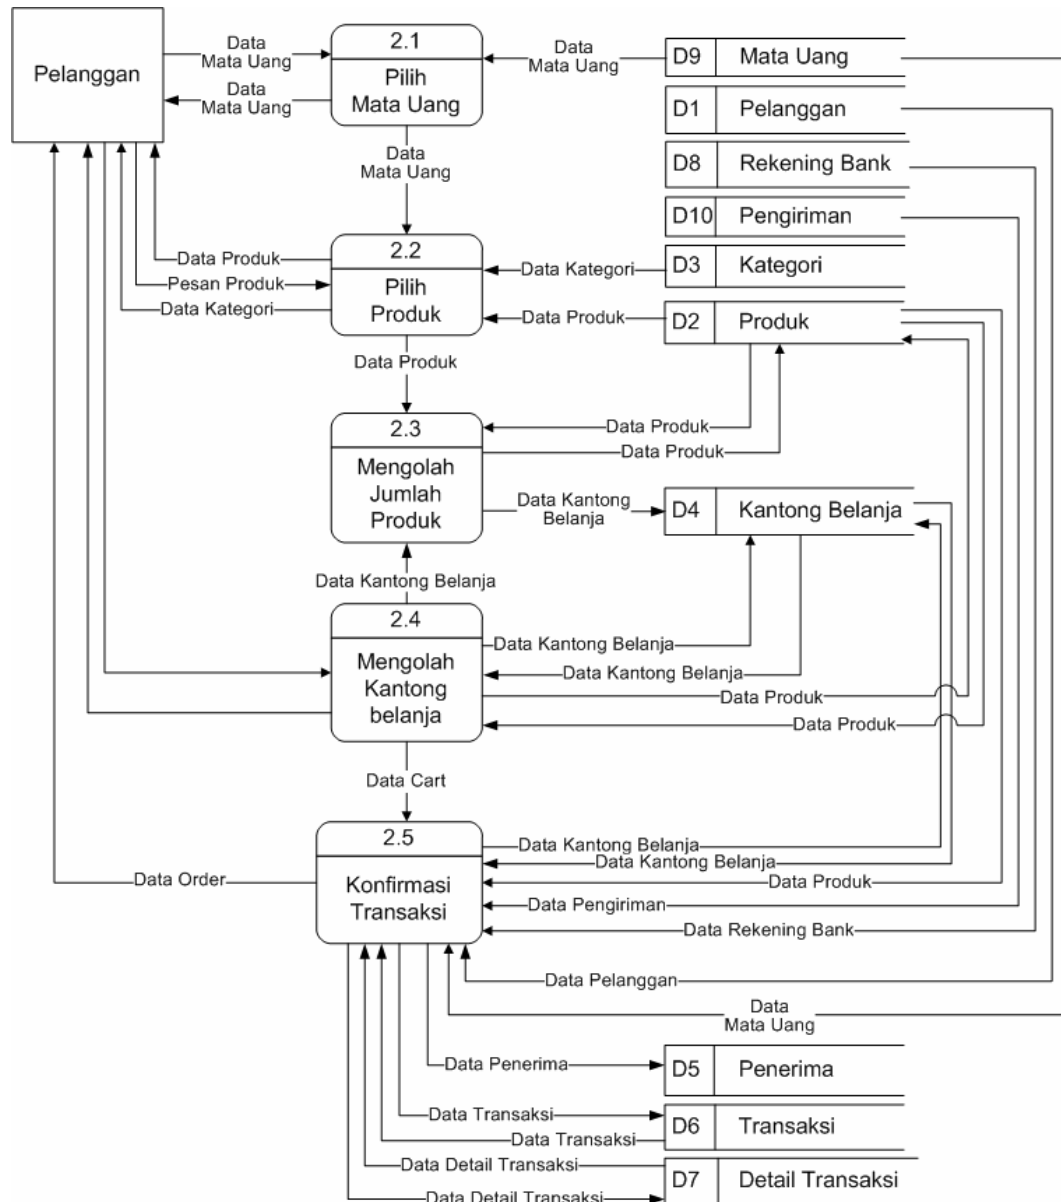 Pelanggan
Data
Mata Uang
Data
Mata Uang
2.1
Pilih
Mata Uang
Data
Mata Uang
D9 Mata Uang
D1 Pelanggan
D8 Rekening Bank
D10 Pengiriman
D3 Kategori
D2 Produk
Data
Mata Uang
Data Produk
Pesan Produk
Data Kategori
2.2
Pilih
Produk
Data Kategori
Data Produk
Data Produk
2.3
Mengolah
Jumlah
Produk
Data Produk
Data Produk
Data Kantong
Belanja
D4 Kantong Belanja
Data Kantong Belanja
2.4
Mengolah
Kantong
belanja
Data Kantong Belanja
Data Kantong Belanja
Data Produk
Data Produk
Data Cart
2.5
Konfirmasi
Transaksi
Data Order
Data Kantong Belanja
Data Kantong Belanja
Data Produk
Data Pengiriman
Data Rekening Bank
Data Pelanggan
Data
Mata Uang
Data Penerima
D5 Penerima
Data Transaksi
Data Transaksi
D6 Transaksi
Data Detail Transaksi
Data Detail Transaksi
D7 Detail Transaksi